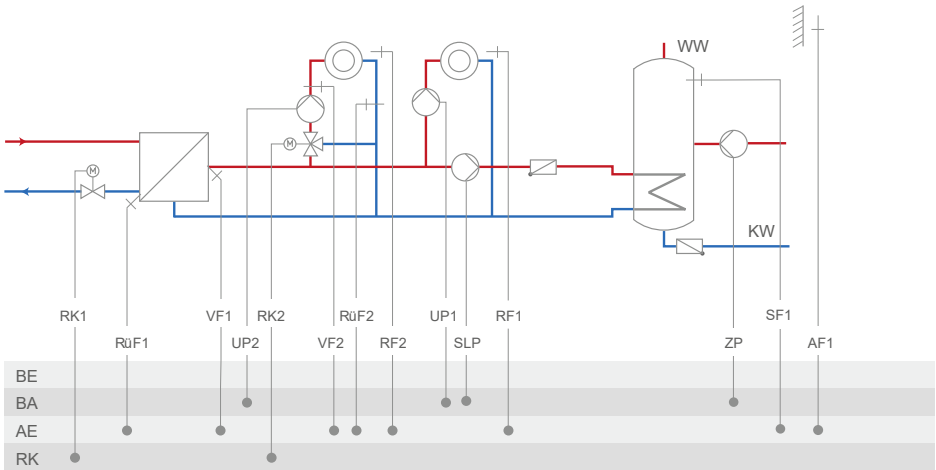 WW
M
M
KW
RK1 VF1 RK2 RüF2 UP1 RF1 SF1
RüF1 UP2 VF2 RF2 SLP ZP AF1
BE
BA
AE
RK